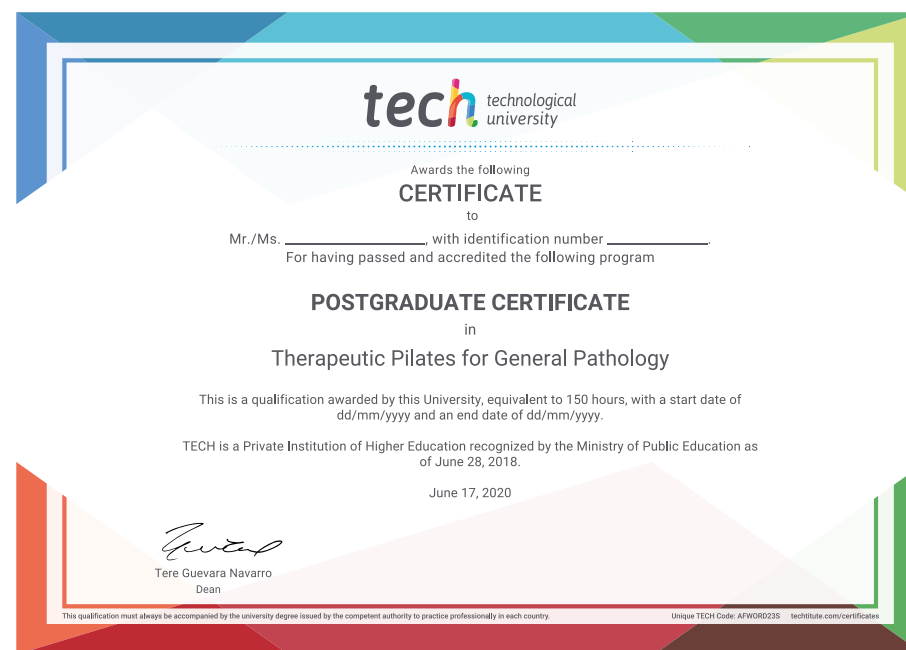 tech technological
university
Awards the following
CERTIFICATE
to
Mr./Ms. ____________________, with identification number ______________.
For having passed and accredited the following program
POSTGRADUATE CERTIFICATE
in
Therapeutic Pilates for General Pathology
This is a qualification awarded by this University, equivalent to 150 hours, with a start date of
dd/mm/yyyy and an end date of dd/mm/yyyy.
TECH is a Private Institution of Higher Education recognized by the Ministry of Public Education as
of June 28, 2018.
June 17, 2020
Tere Guevara Navarro
Dean
This qualification must always be accompanied by the university degree issued by the competent authority to practice professionally in each country. Unique TECH Code: AFWORD23S techtitute.com/certificates